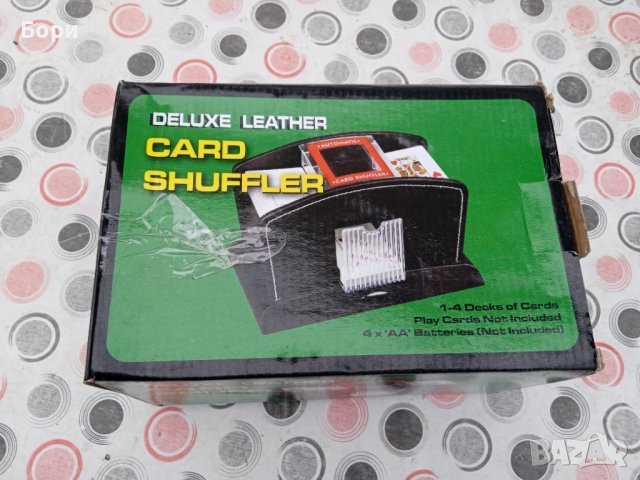 Бори
DELUXE LEATHER
CARD
SHUFFLER
•AUTOMATIC•
•CARD SHUFFLER•
1-4 Decks of Cards
Play Cards Not Included
4 x 'AA' Batteries (Not Included)
BAZAR